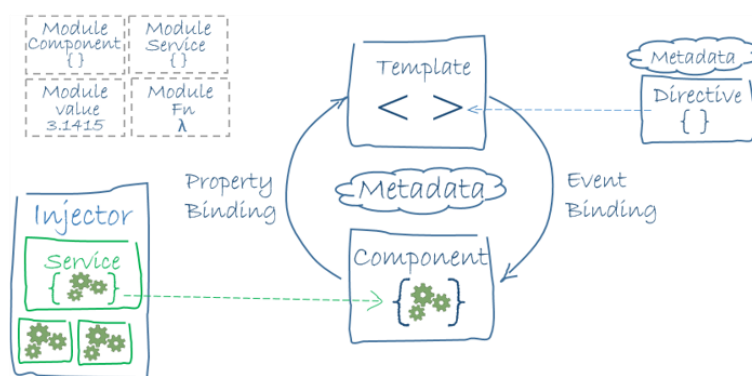 Module
Component
{ }
Module
Service
{ }
Module
value
3.1415
Module
Fn
λ
Template
< >
Metadata
Directive
{ }
Property
Binding
Metadata
Event
Binding
Injector
Service
{ }
Component
{ }